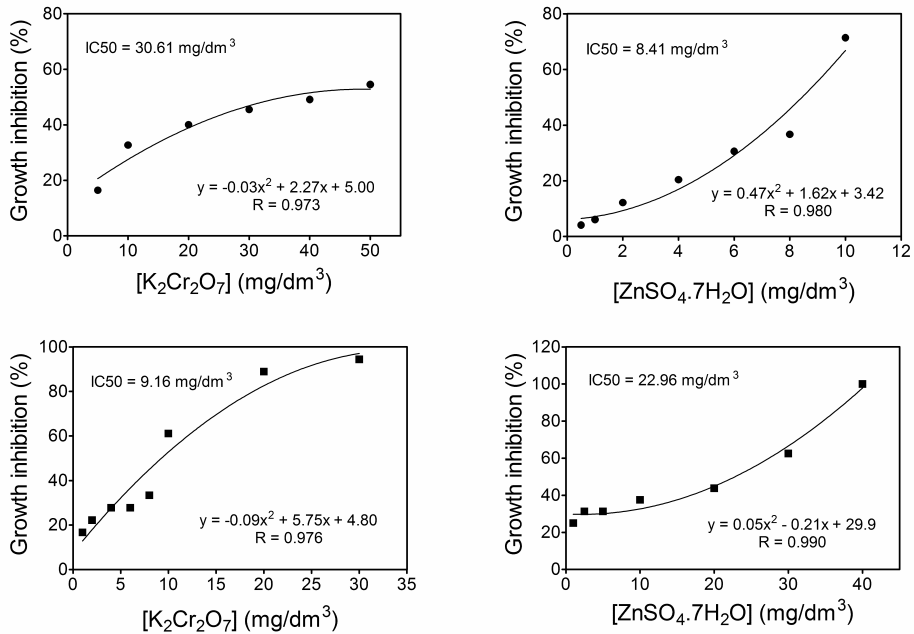 80
60
40
20
0
Growth inhibition (%)
IC50 = 30.61 mg/dm³
y = -0.03x² + 2.27x + 5.00
R = 0.973
0 10 20 30 40 50
[K₂Cr₂O₇] (mg/dm³)
80
60
40
20
0
Growth inhibition (%)
IC50 = 8.41 mg/dm³
y = 0.47x² + 1.62x + 3.42
R = 0.980
0 2 4 6 8 10 12
[ZnSO₄.7H₂O] (mg/dm³)
100
80
60
40
20
0
Growth inhibition (%)
IC50 = 9.16 mg/dm³
y = -0.09x² + 5.75x + 4.80
R = 0.976
0 5 10 15 20 25 30 35
[K₂Cr₂O₇] (mg/dm³)
120
100
80
60
40
20
0
Growth inhibition (%)
IC50 = 22.96 mg/dm³
y = 0.05x² - 0.21x + 29.9
R = 0.990
0 10 20 30 40
[ZnSO₄.7H₂O] (mg/dm³)